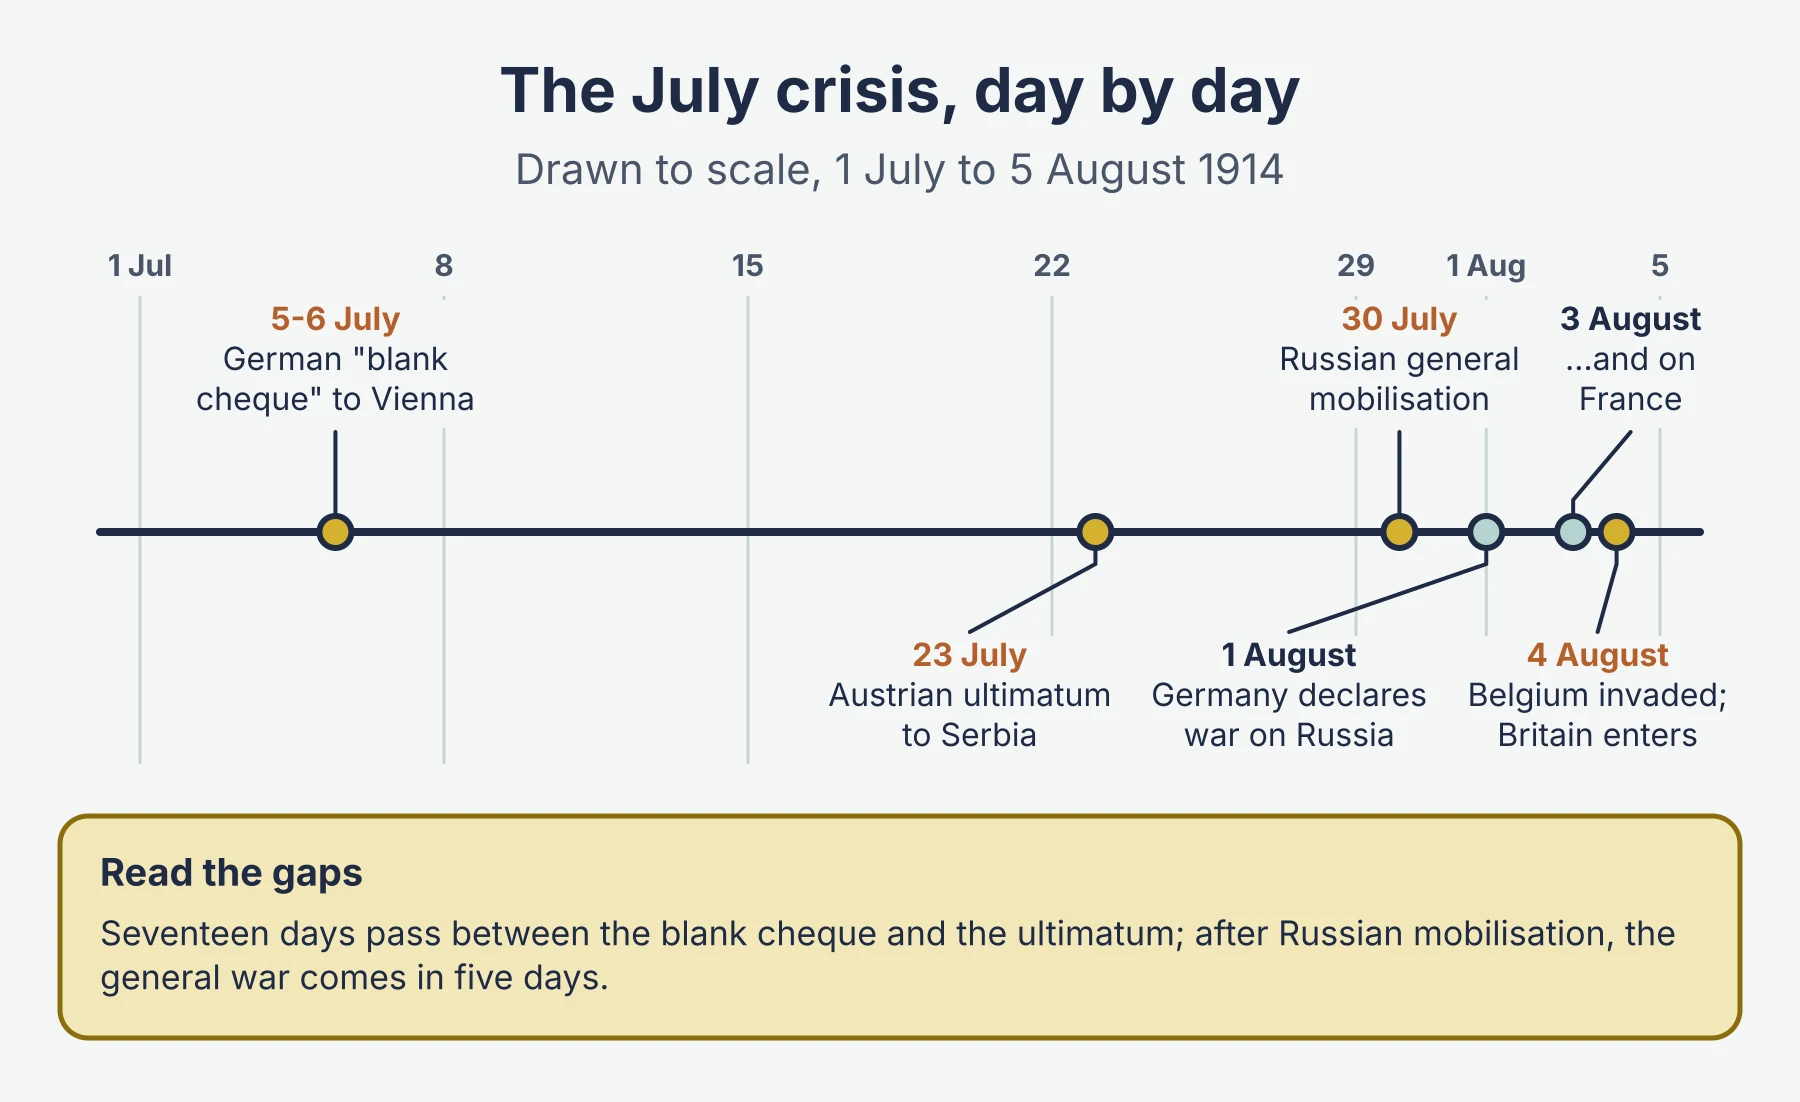 The July crisis, day by day
Drawn to scale, 1 July to 5 August 1914
1 Jul
8
15
22
29
1 Aug
5
5-6 July
German "blank
cheque" to Vienna
30 July
Russian general
mobilisation
3 August
...and on
France
23 July
Austrian ultimatum
to Serbia
1 August
Germany declares
war on Russia
4 August
Belgium invaded;
Britain enters
Read the gaps
Seventeen days pass between the blank cheque and the ultimatum; after Russian mobilisation, the
general war comes in five days.